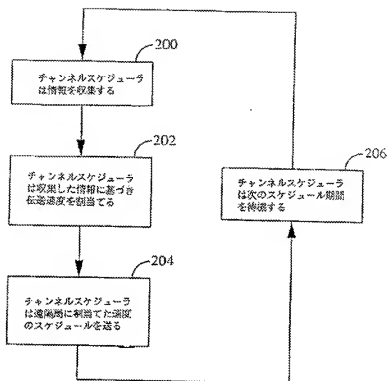 200
チャンネルスケジューラ
は情報を収集する
202
チャンネルスケジューラ
は収集した情報に基づき
伝送速度を割当てる
206
チャンネルスケジューラ
は次のスケジュール期間
を待機する
204
チャンネルスケジューラ
は遠隔局に割当てた速度
のスケジュールを送る